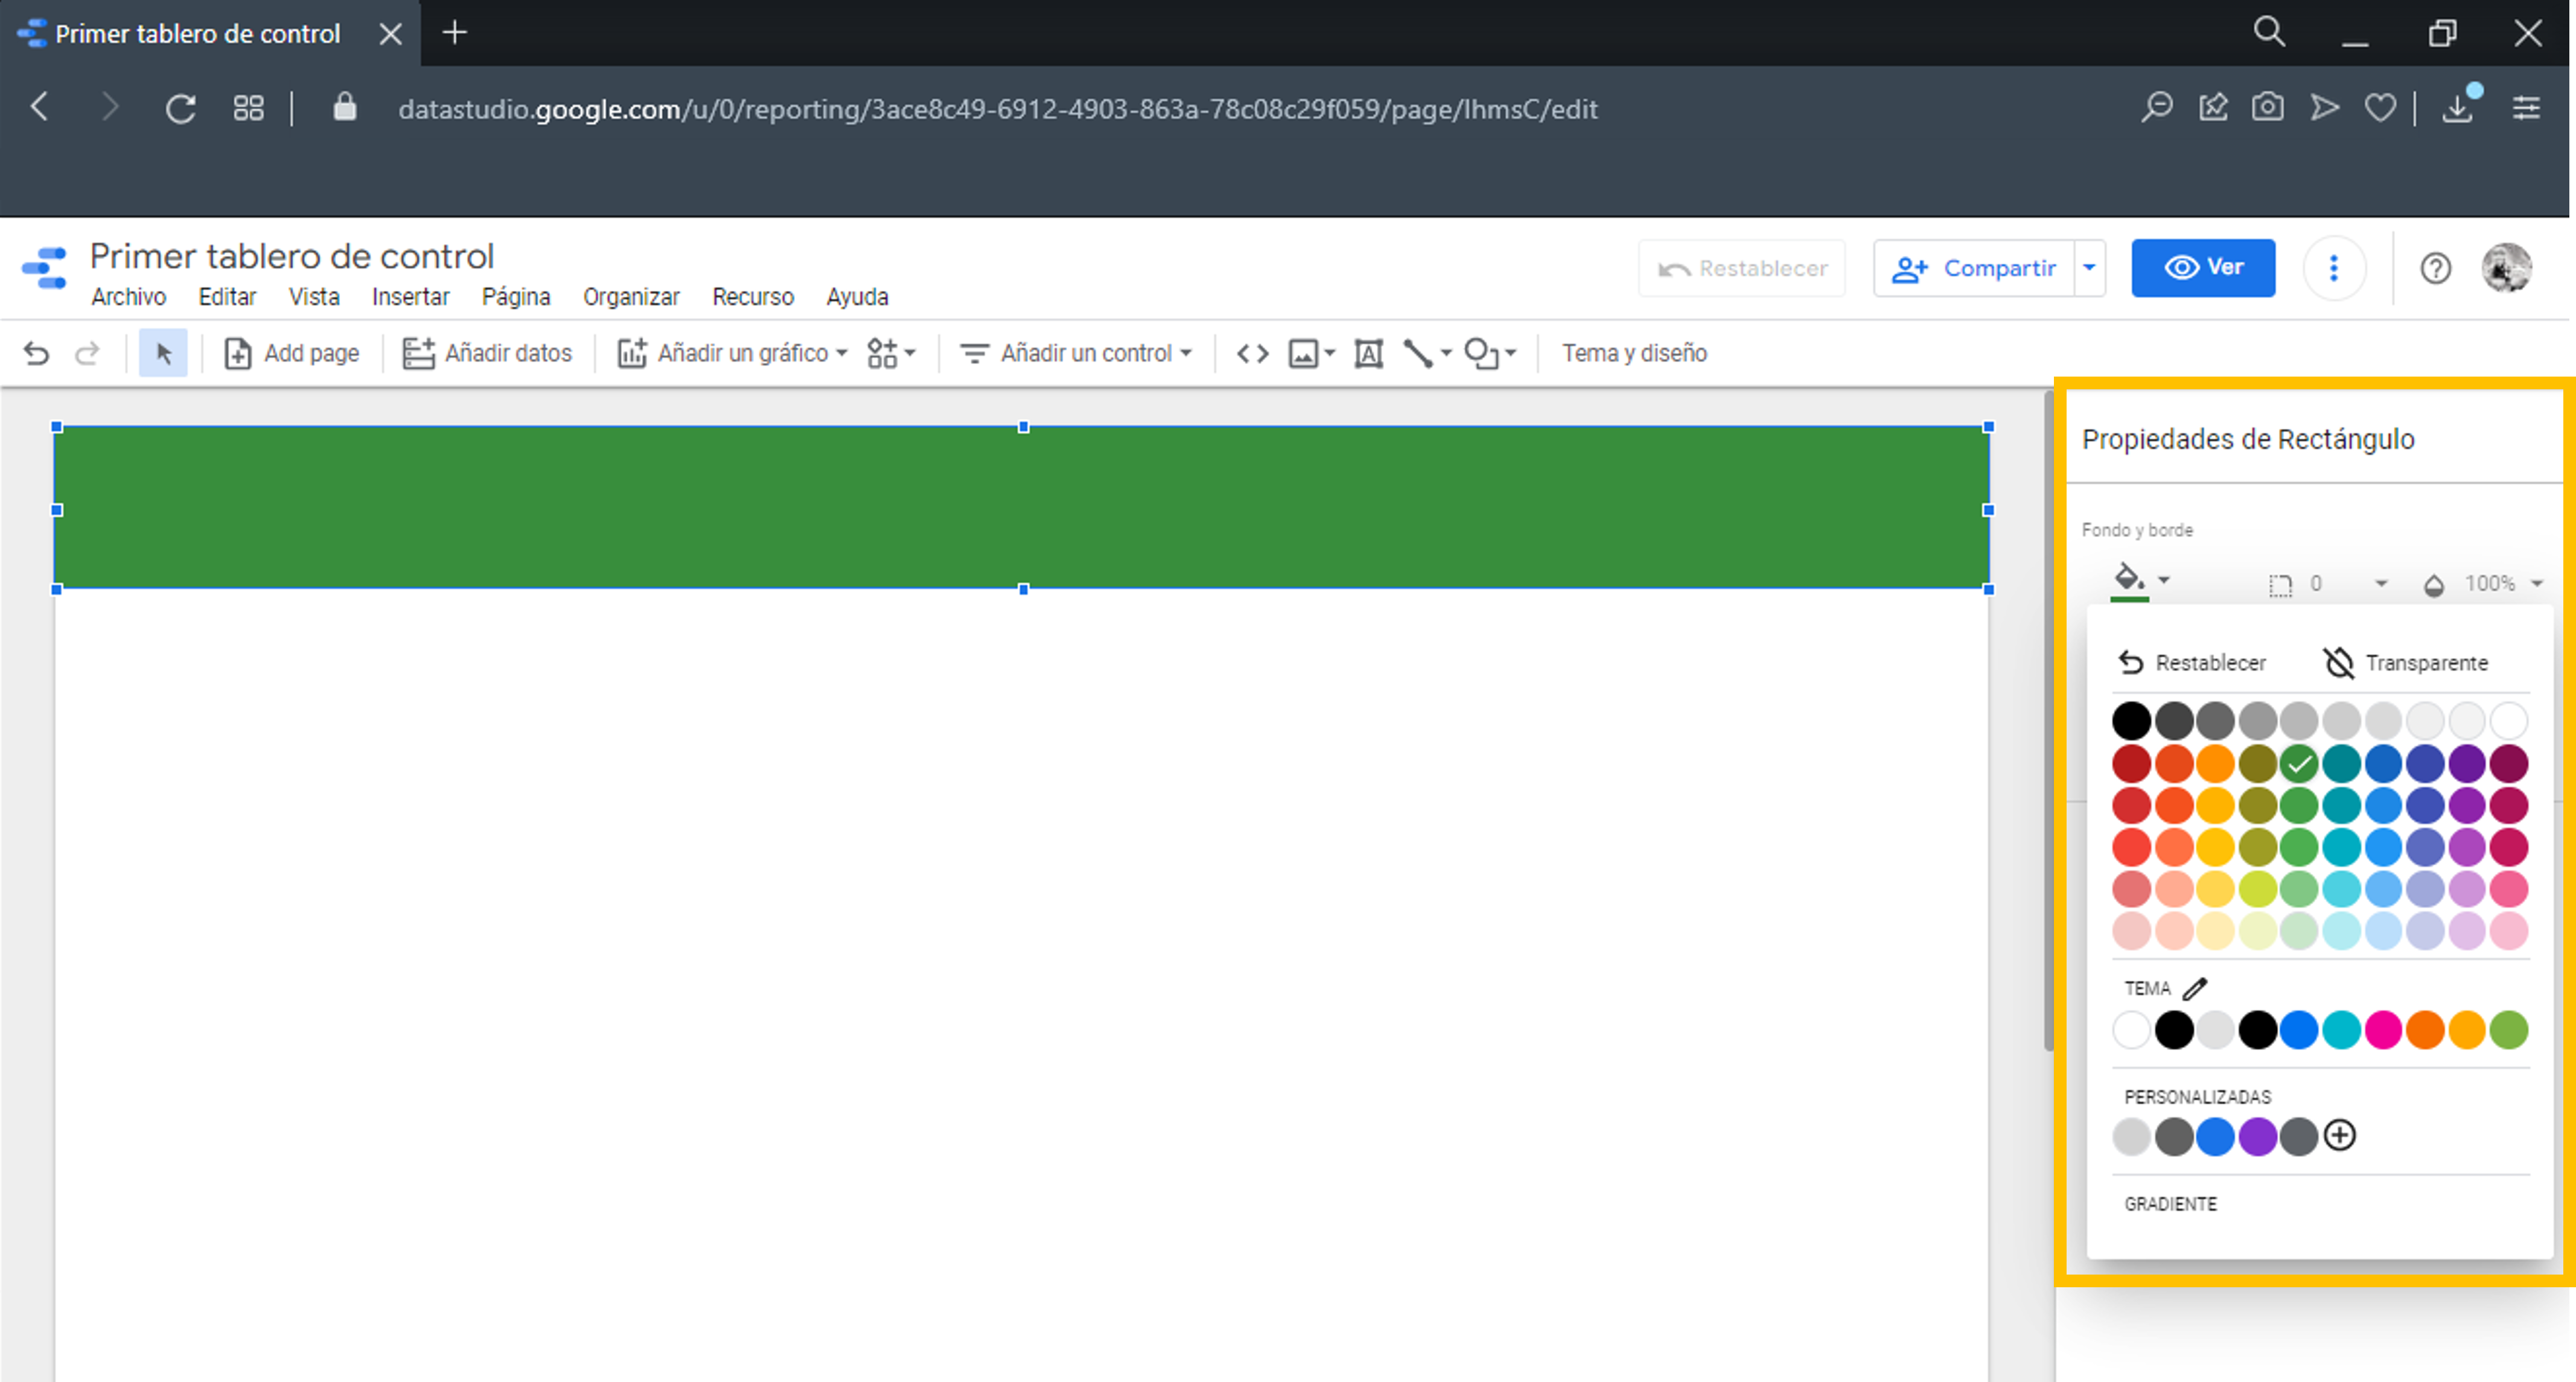 Primer tablero de control
datastudio.google.com/u/0/reporting/3ace8c49-6912-4903-863a-78c08c29f059/page/lhmsC/edit
Primer tablero de control
Archivo Editar Vista Insertar Página Organizar Recurso Ayuda
Restablecer Compartir Ver
Add page Añadir datos Añadir un gráfico Añadir un control A Tema y diseño
Propiedades de Rectángulo
Fondo y borde
0 100%
Restablecer Transparente
TEMA
PERSONALIZADAS
GRADIENTE